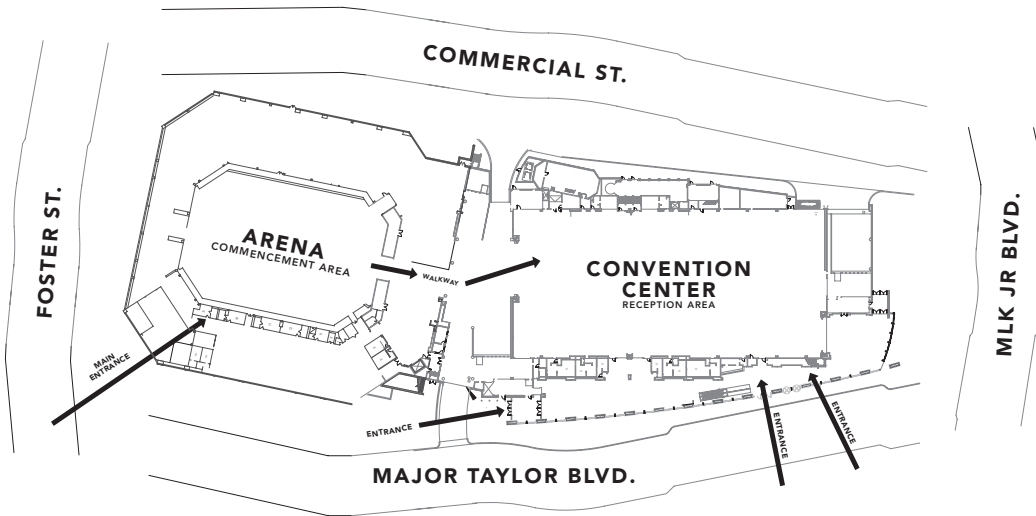 COMMERCIAL ST.
FOSTER ST.
MLK JR BLVD.
ARENA
COMMENCEMENT AREA
WALKWAY
CONVENTION
CENTER
RECEPTION AREA
MAIN
ENTRANCE
ENTRANCE
ENTRANCE
ENTRANCE
MAJOR TAYLOR BLVD.